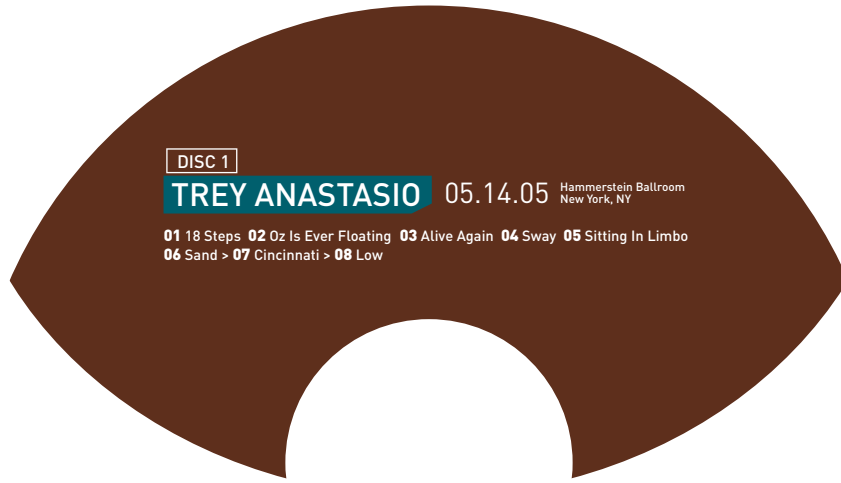 DISC 1
TREY ANASTASIO 05.14.05 Hammerstein Ballroom
New York, NY
01 18 Steps 02 Oz Is Ever Floating 03 Alive Again 04 Sway 05 Sitting In Limbo
06 Sand > 07 Cincinnati > 08 Low